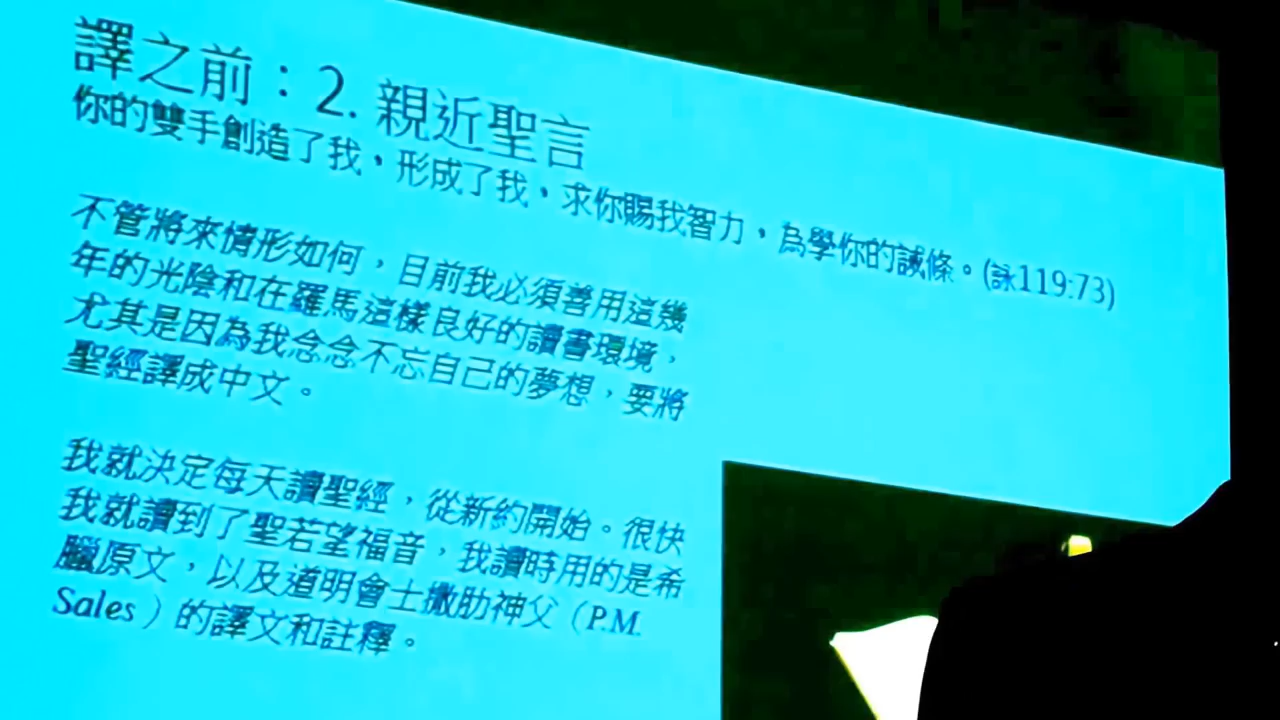 譯之前：2. 親近聖言
你的雙手創造了我，形成了我，求你賜我智力，為學你的誡條。(詠119:73)
不管將來情形如何，目前我必須善用這幾
年的光陰和在羅馬這樣良好的讀書環境，
尤其是因為我念念不忘自己的夢想，要將
聖經譯成中文。
我就決定每天讀聖經，從新約開始。很快
我就讀到了聖若望福音，我讀時用的是希
臘原文，以及道明會士撒肋神父（P.M.
Sales）的譯文和註釋。